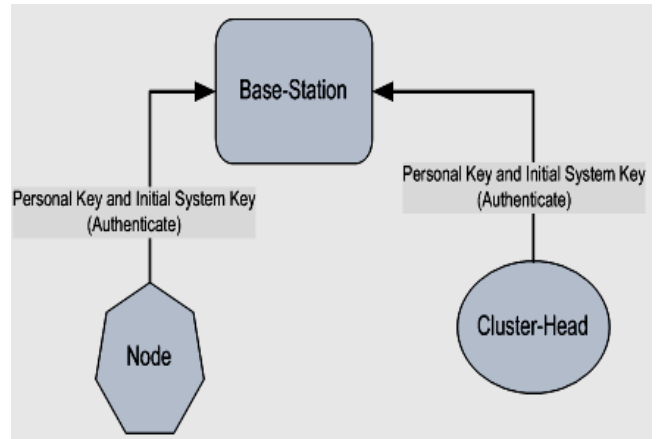 Base-Station
Personal Key and Initial System Key
(Authenticate)
Personal Key and Initial System Key
(Authenticate)
Node
Cluster-Head